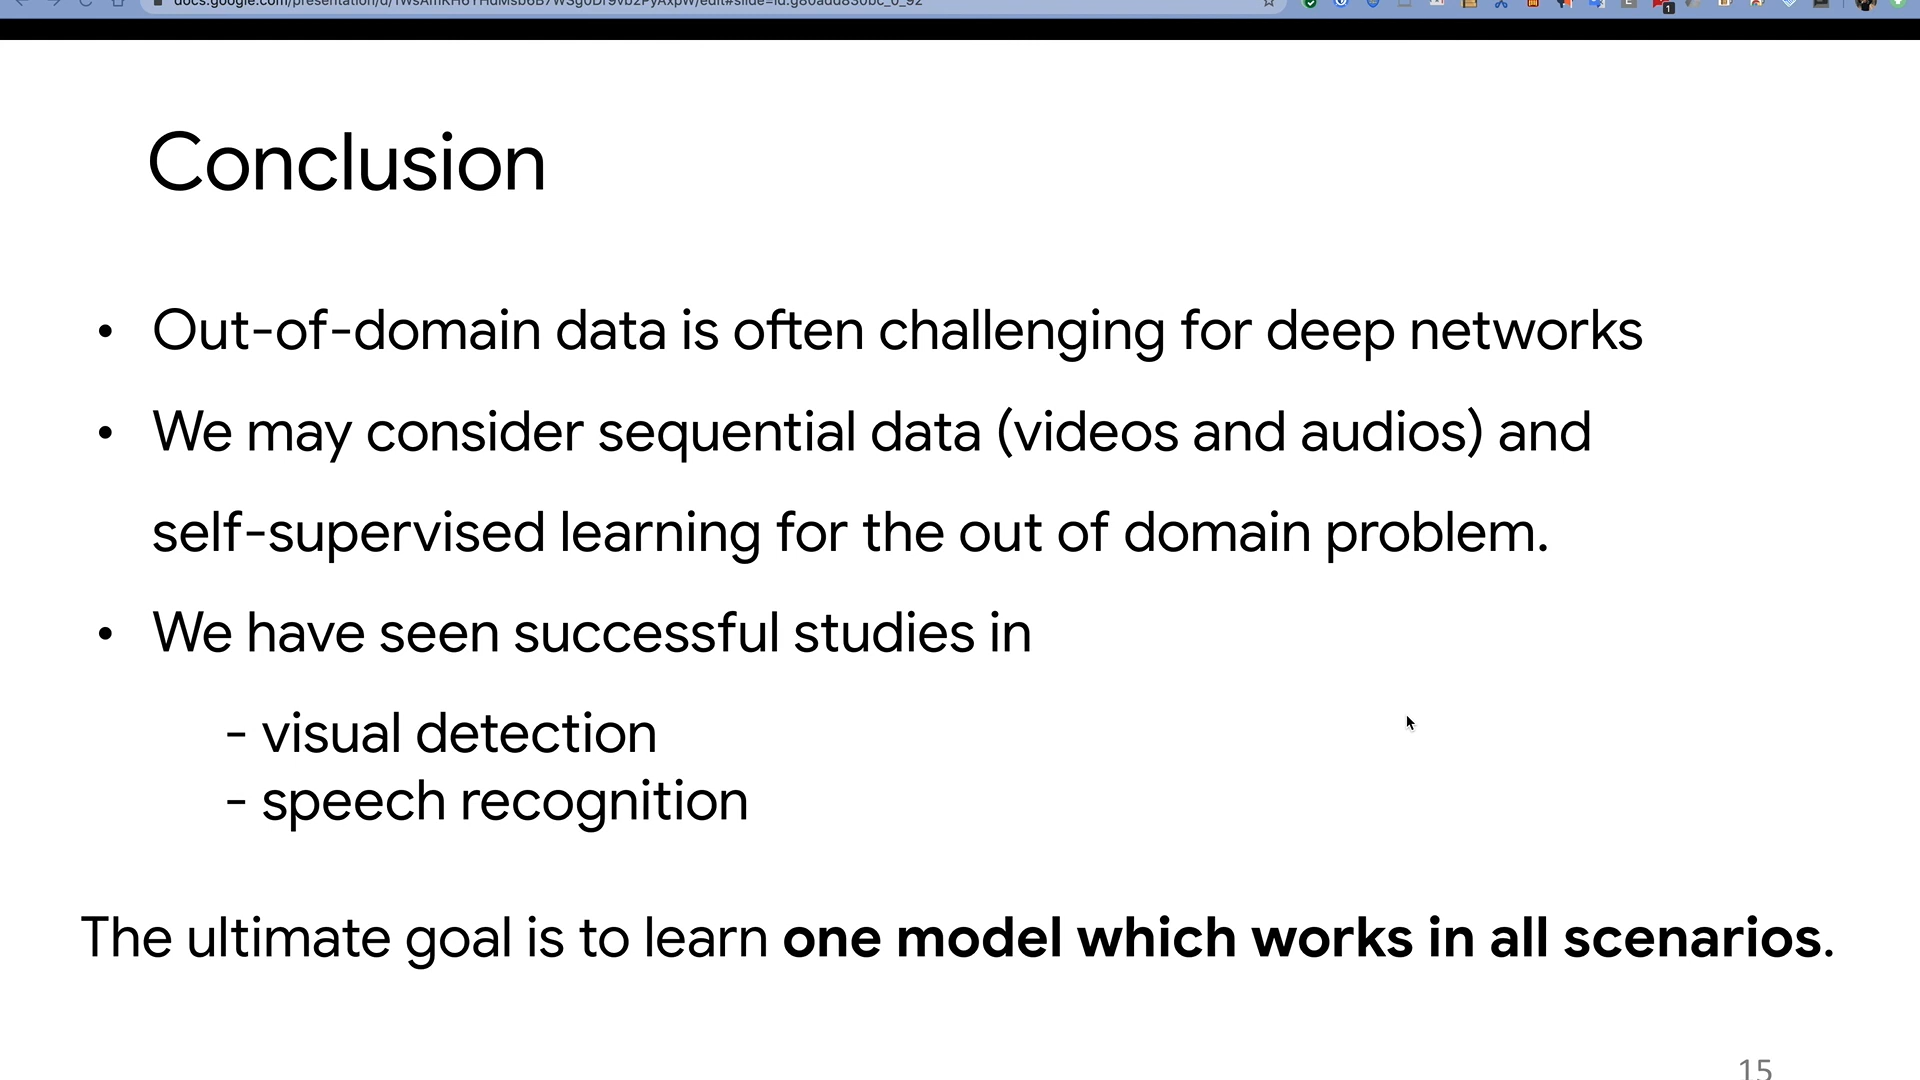 Conclusion
• Out-of-domain data is often challenging for deep networks
• We may consider sequential data (videos and audios) and
self-supervised learning for the out of domain problem.
• We have seen successful studies in
- visual detection
- speech recognition
The ultimate goal is to learn one model which works in all scenarios.
15